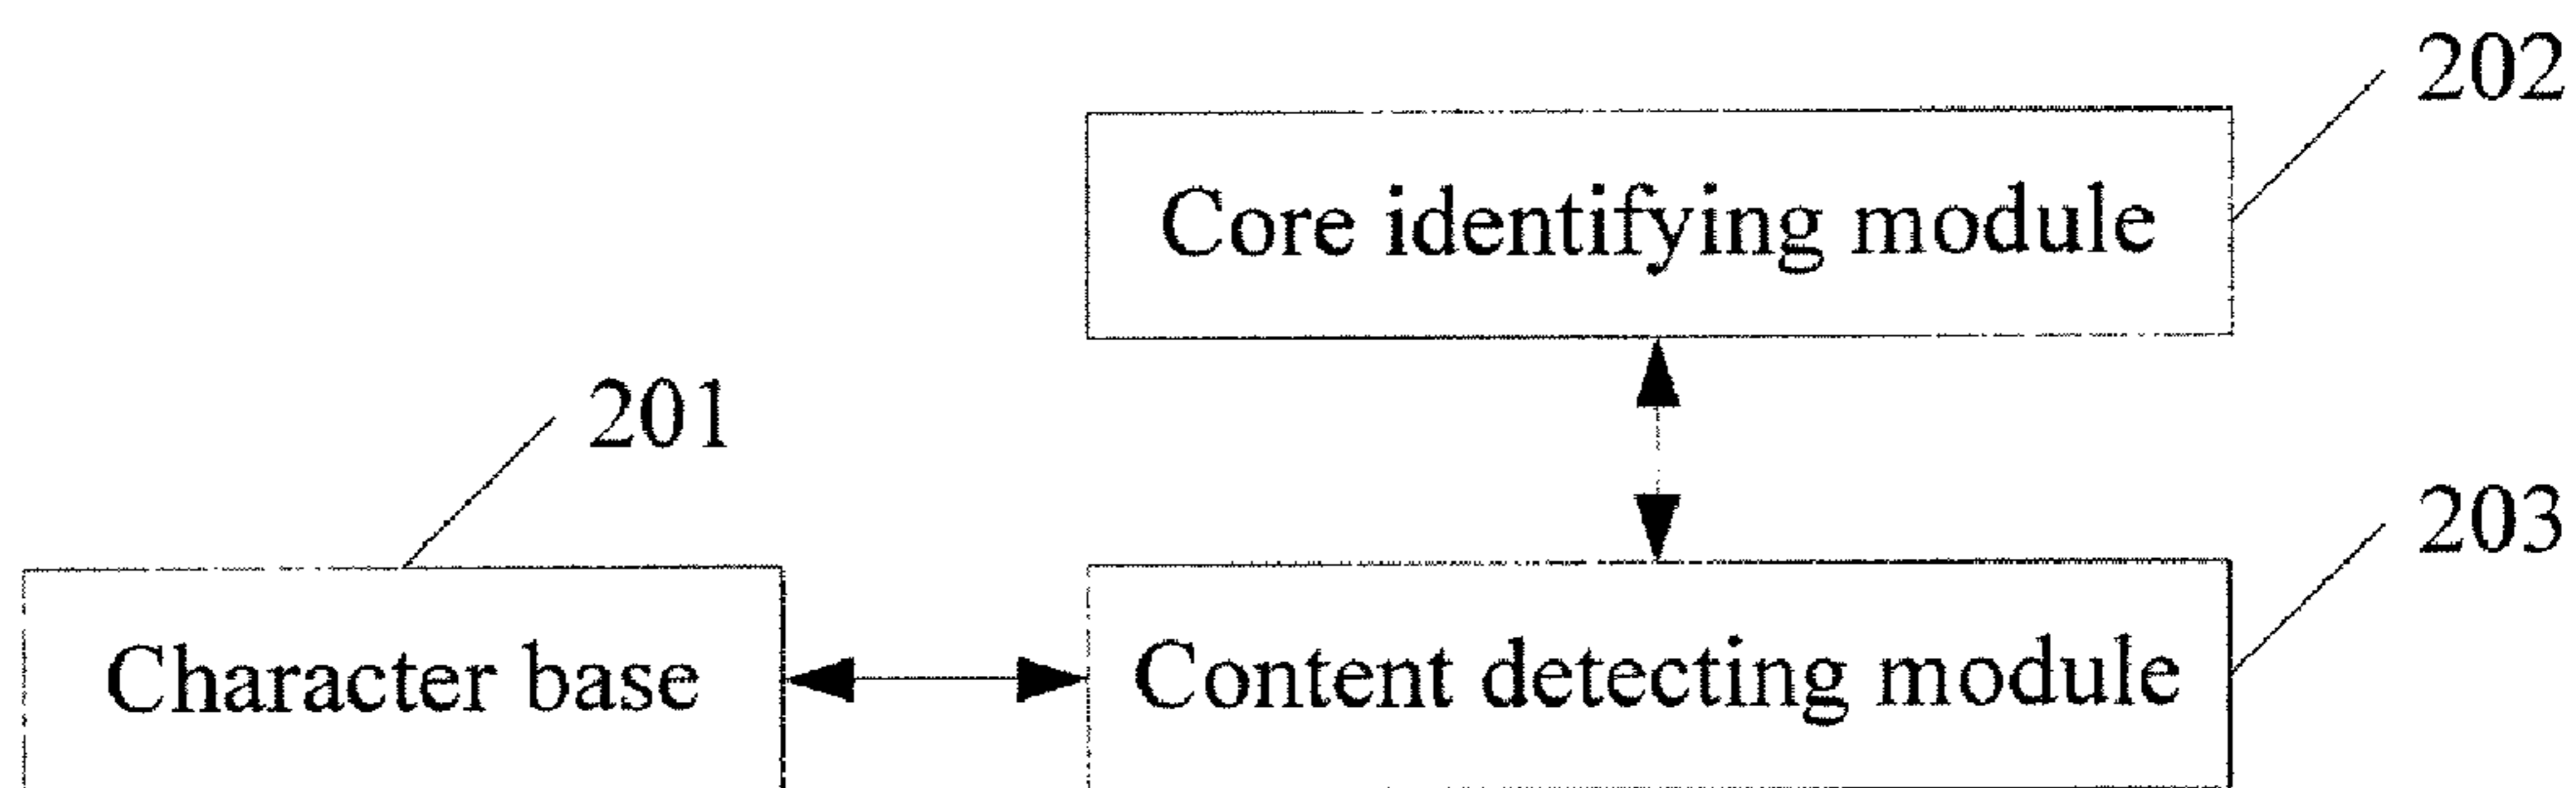 202
Core identifying module
201
203
Character base
Content detecting module